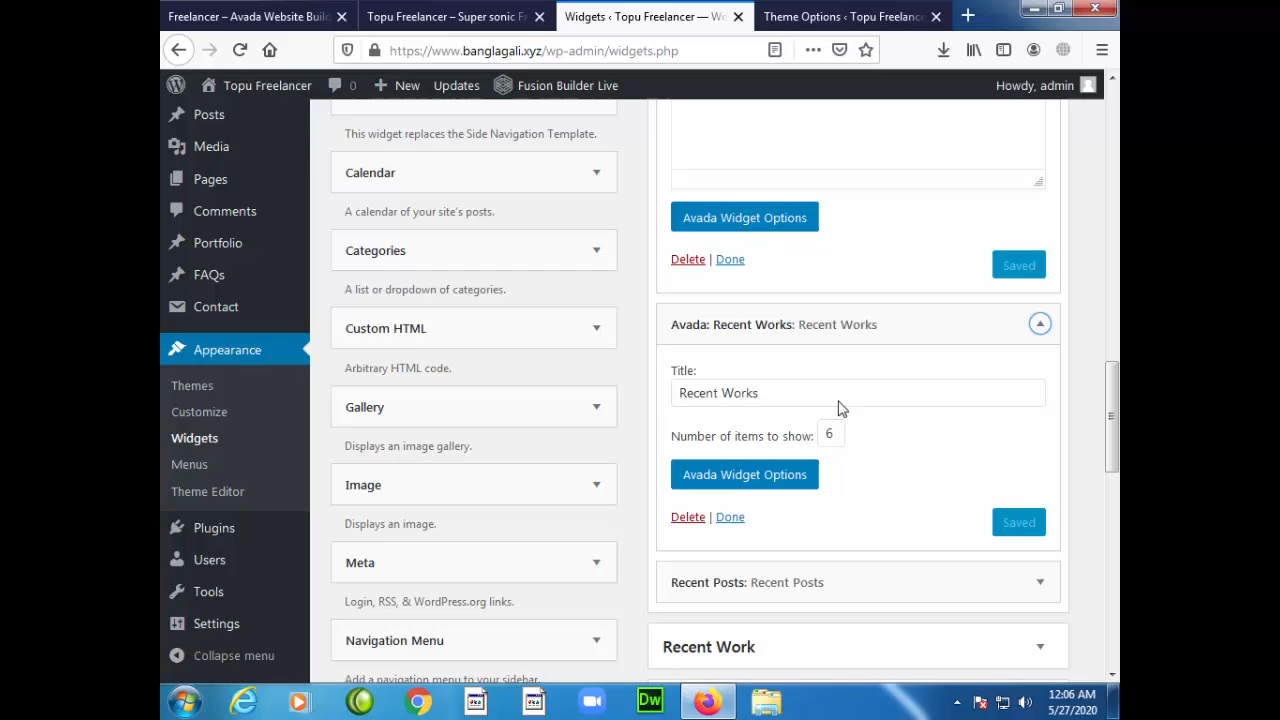 Freelancer – Avada Website Build
Topu Freelancer – Super sonic Fr
Widgets ‹ Topu Freelancer — Wo
Theme Options ‹ Topu Freelance
https://www.banglagali.xyz/wp-admin/widgets.php
Topu Freelancer
0
New
Updates
Fusion Builder Live
Howdy, admin
Posts
Media
Pages
Comments
Portfolio
FAQs
Contact
Appearance
Themes
Customize
Widgets
Menus
Theme Editor
Plugins
Users
Tools
Settings
Collapse menu
This widget replaces the Side Navigation Template.
Calendar
A calendar of your site's posts.
Categories
A list or dropdown of categories.
Custom HTML
Arbitrary HTML code.
Gallery
Displays an image gallery.
Image
Displays an image.
Meta
Login, RSS, & WordPress.org links.
Navigation Menu
Add a navigation menu to your sidebar.
Avada Widget Options
Delete | Done
Saved
Avada: Recent Works: Recent Works
Title:
Recent Works
Number of items to show: 6
Avada Widget Options
Delete | Done
Saved
Recent Posts: Recent Posts
Recent Work
Dw
12:06 AM
5/27/2020